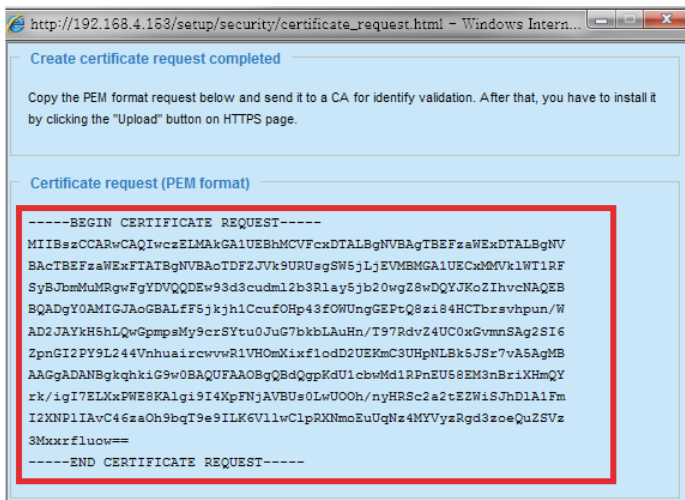 http://192.168.4.153/setup/security/certificate_request.html - Windows Intern...
Create certificate request completed
Copy the PEM format request below and send it to a CA for identify validation. After that, you have to install it
by clicking the "Upload" button on HTTPS page.
Certificate request (PEM format)
-----BEGIN CERTIFICATE REQUEST-----
MIIBszCCARwCAQIwczELMAkGA1UEBhMCVFcxDTALBgNVBAgTBEFzaWExDTALBgNV
BAcTBEFzaWExFTATBgNVBAoTDFZJVk9URUsgSW5jLjEVMBMGA1UECxMMVklWT1RF
SyBJbmMuMRgwFgYDVQQDEw93d3cudml2b3Rlay5jb20wgZ8wDQYJKoZIhvcNAQEB
BQADgY0AMIGJAoGBALfF5jkjh1CcufOHp43fOWUngGEPtQ8zi84HCTbrsvhpun/W
AD2JAYkH5hLQwGpmpsMy9crSYtu0JuG7bkbLAuHn/T97RdvZ4UC0xGvmnSAg2SI6
ZpnGI2PY9L244VnhuaircwvwR1VHOmXixf1odD2UEKmC3UHpNLBk5JSr7vA5AgMB
AAGgADANBgkqhkiG9w0BAQUFAAOBgQBdQgpKdU1cbwMd1RPnEU58EM3nBriXHmQY
rk/igI7ELXxPWE8KAlgi9I4XpFNjAVBUs0LwUOOh/nyHRSc2a2tEZWiSJhDlA1Fm
I2XNPlIAvC46zaOh9bqT9e9ILK6VllwClpRXNmoEuUqNz4MYVyzRgd3zoeQuZSVz
3Mxxrfluow==
-----END CERTIFICATE REQUEST-----